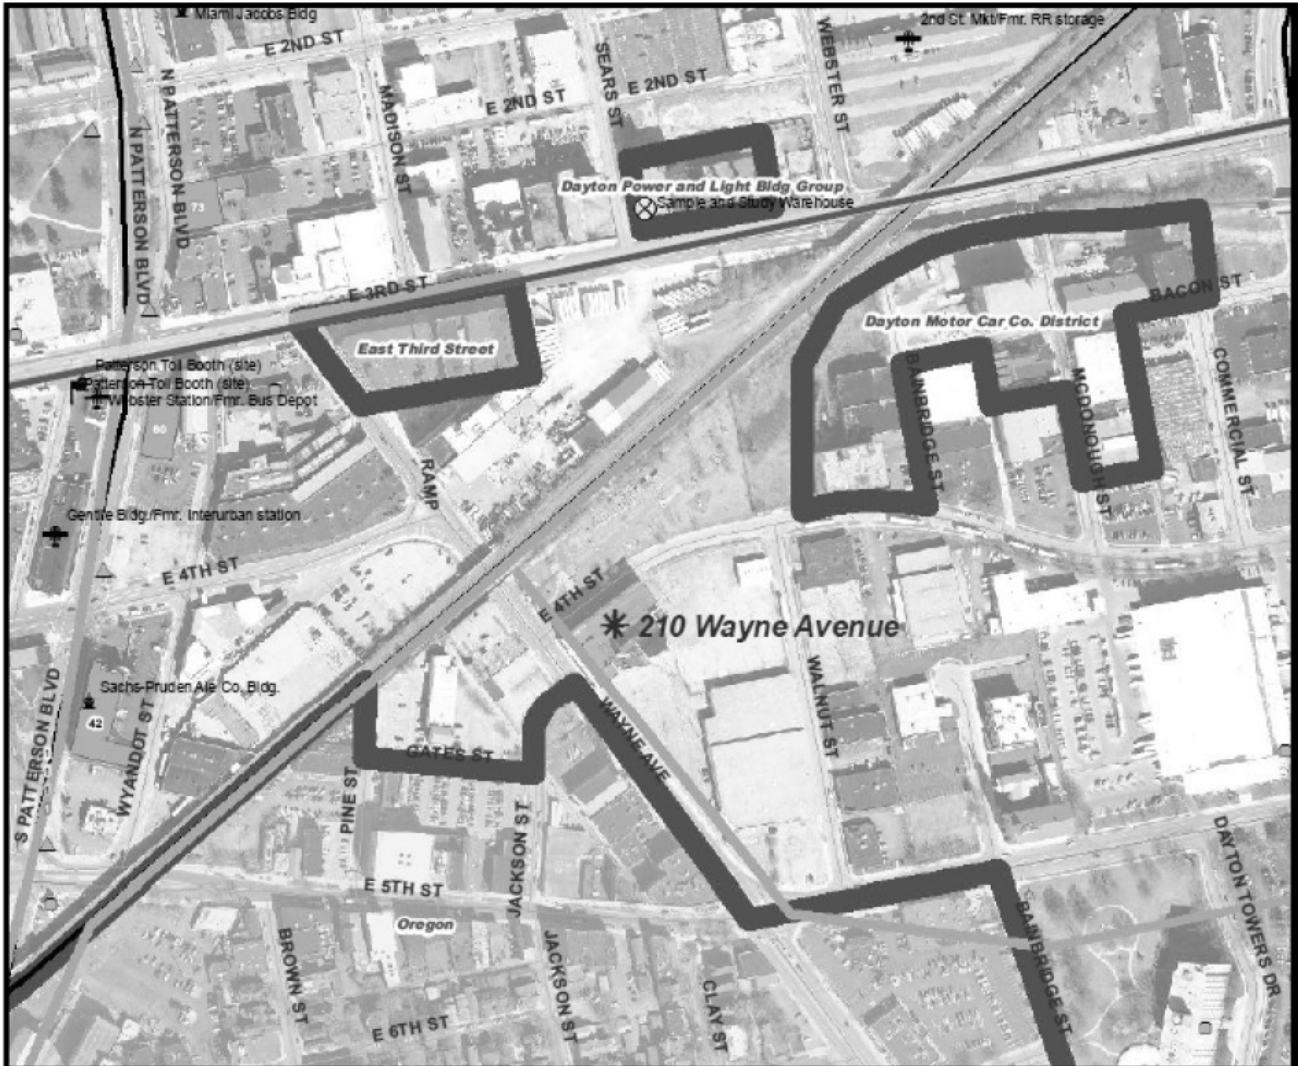 Miami Jacobs Bldg
2nd St. Mkt/Fmr. RR storage
E 2ND ST
SEARS ST
WEBSTER ST
N PATTERSON BLVD
N PATTERSON BLVD
MADISON ST
E 2ND ST
E 2ND ST
73
Dayton Power and Light Bldg Group
Sample and Study Warehouse
E 3RD ST
BACON ST
East Third Street
Dayton Motor Car Co. District
Patterson Toll Booth (site)
Patterson Toll Booth (site)
Webster Station/Fmr. Bus Depot
BAINBRIDGE ST
MCDONOUGH ST
COMMERCIAL ST
60
RAMP
Gentile Bldg./Fmr. Interurban station
E 4TH ST
E 4TH ST
210 Wayne Avenue
Sachs-Pruden Ale Co. Bldg.
42
S PATTERSON BLVD
WYANDOT ST
GATES ST
WAYNE AVE
WALNUT ST
PINE ST
JACKSON ST
E 5TH ST
Oregon
DAYTON TOWERS DR
BROWN ST
JACKSON ST
CLAY ST
BAINBRIDGE ST
E 6TH ST